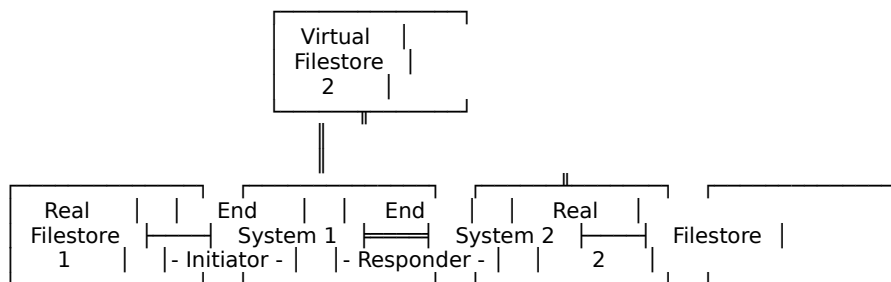 Virtual
Filestore
2
Real End End Real
Filestore System 1 System 2 Filestore
1 - Initiator - - Responder - 2